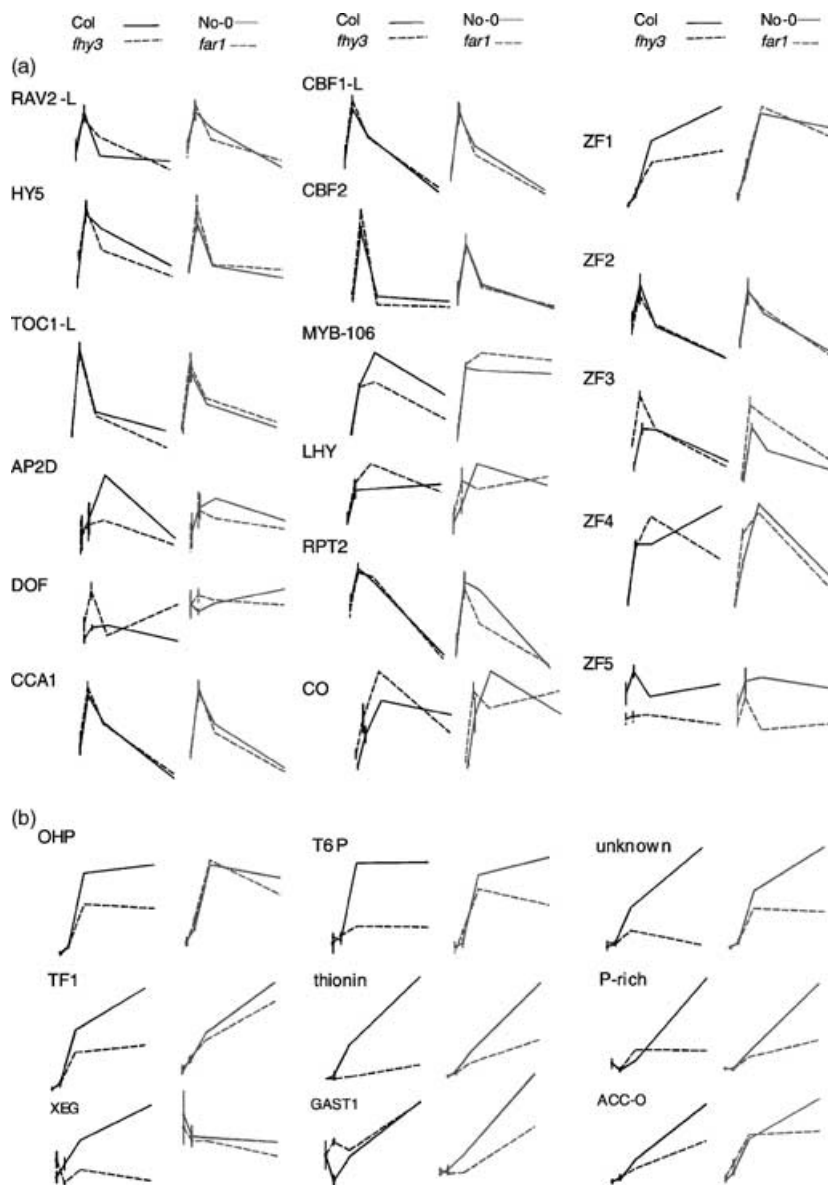 Col No-0 Col No-0 Col No-0
fhy3 far1 fhy3 far1 fhy3 far1
(a)
RAV2-L
CBF1-L
ZF1
HY5
CBF2
ZF2
TOC1-L
MYB-106
ZF3
AP2D
LHY
ZF4
RPT2
DOF
ZF5
CCA1
CO
(b)
OHP
T6P
unknown
TF1
thionin
P-rich
XEG
GAST1
ACC-O